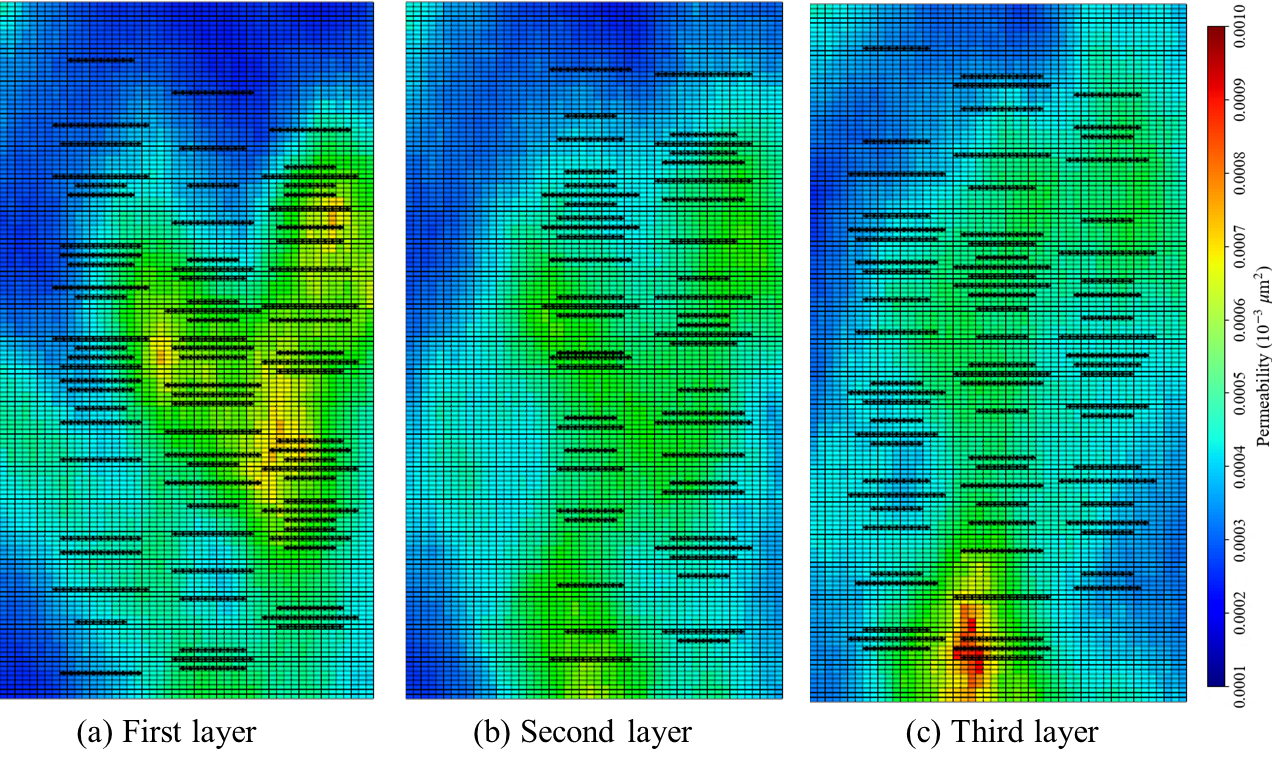 0.0010
0.0009
0.0008
0.0007
0.0006
0.0005
0.0004
0.0003
0.0002
0.0001
Permeability (10⁻³ μm²)
(a) First layer
(b) Second layer
(c) Third layer